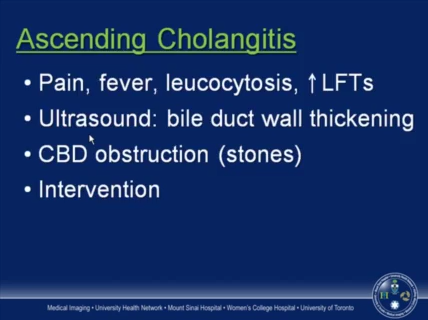 Ascending Cholangitis
• Pain, fever, leucocytosis, ↑LFTs
• Ultrasound: bile duct wall thickening
• CBD obstruction (stones)
• Intervention
Medical Imaging • University Health Network • Mount Sinai Hospital • Women's College Hospital • University of Toronto